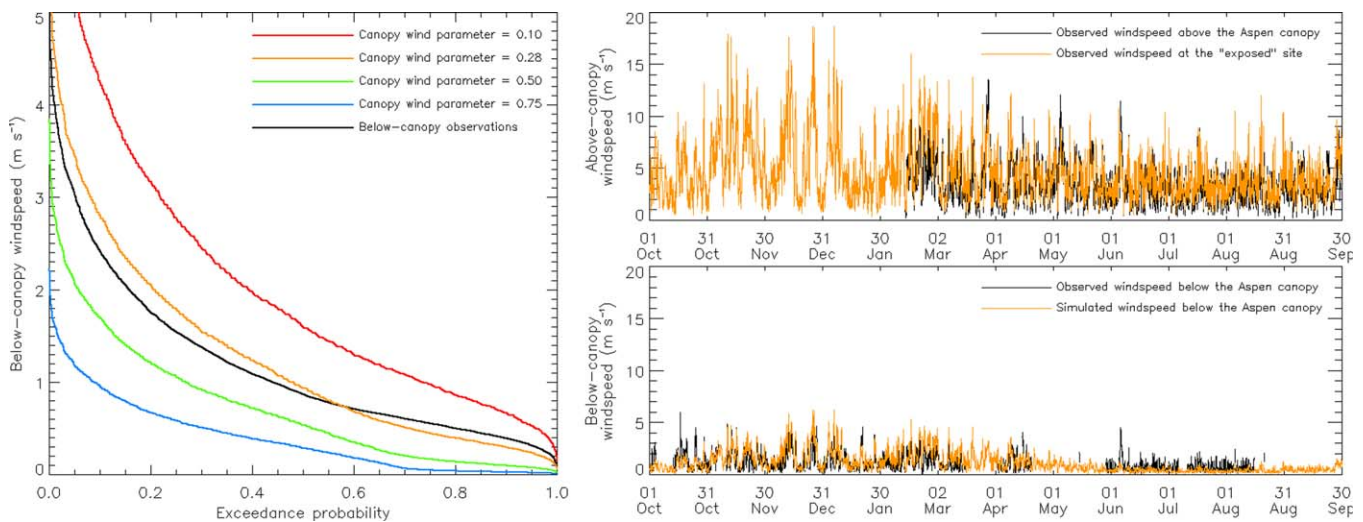 Below-canopy windspeed (m s⁻¹)
5
4
3
2
1
0
0.0 0.2 0.4 0.6 0.8 1.0
Exceedance probability
Canopy wind parameter = 0.10
Canopy wind parameter = 0.28
Canopy wind parameter = 0.50
Canopy wind parameter = 0.75
Below-canopy observations
Above-canopy
windspeed (m s⁻¹)
20
15
10
5
0
Observed windspeed above the Aspen canopy
Observed windspeed at the "exposed" site
01 31 30 31 30 02 01 01 01 01 31 31 30
Oct Oct Nov Dec Jan Mar Apr May Jun Jul Aug Aug Sep
Below-canopy
windspeed (m s⁻¹)
20
15
10
5
0
Observed windspeed below the Aspen canopy
Simulated windspeed below the Aspen canopy
01 31 30 31 30 02 01 01 01 01 01 31 30
Oct Oct Nov Dec Jan Mar Apr May Jun Jul Aug Aug Sep